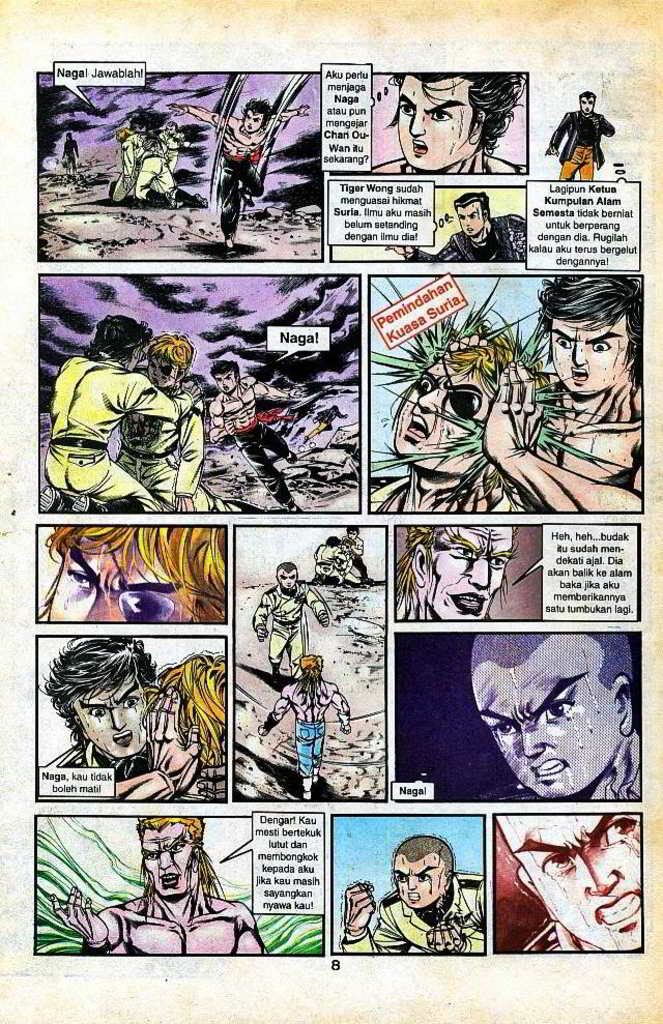 Naga! Jawablah!
Aku perlu
menjaga
Naga
atau pun
mengejar
Chan Ou-
Wan itu
sekarang?
Tiger Wong sudah
menguasai hikmat
Suria. Ilmu aku masih
belum setanding
dengan ilmu dia!
Lagipun Ketua
Kumpulan Alam
Semesta tidak berniat
untuk berperang
dengan dia. Rugilah
kalau aku terus bergelut
dengannya!
Naga!
Pemindahan
Kuasa Suria.
Heh, heh...budak
itu sudah men-
dekati ajal. Dia
akan balik ke alam
baka jika aku
memberikannya
satu tumbukan lagi.
Naga, kau tidak
boleh mati!
Naga!
Dengar! Kau
mesti bertekuk
lutut dan
membongkok
kepada aku
jika kau masih
sayangkan
nyawa kau!
8